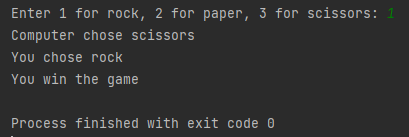 Enter 1 for rock, 2 for paper, 3 for scissors: 1
Computer chose scissors
You chose rock
You win the game
Process finished with exit code 0